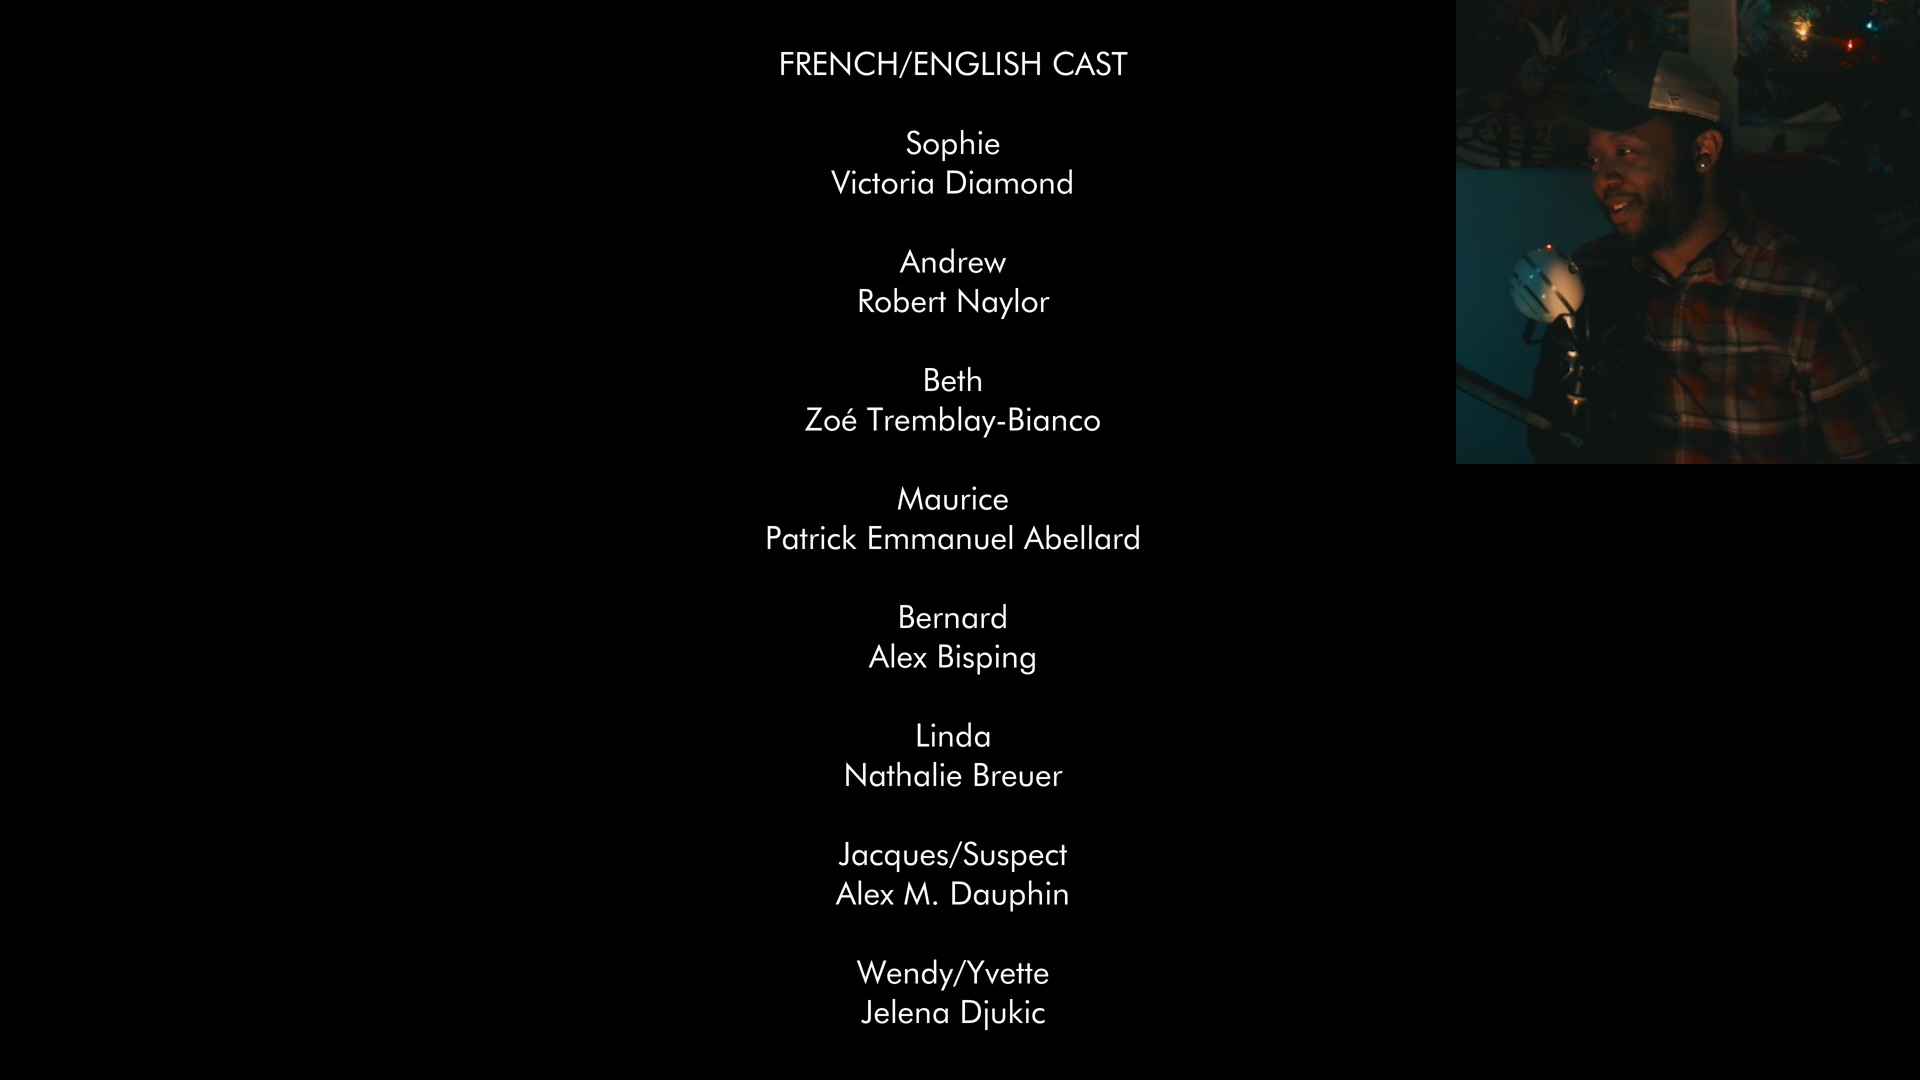 FRENCH/ENGLISH CAST
Sophie
Victoria Diamond
Andrew
Robert Naylor
Beth
Zoé Tremblay-Bianco
Maurice
Patrick Emmanuel Abellard
Bernard
Alex Bisping
Linda
Nathalie Breuer
Jacques/Suspect
Alex M. Dauphin
Wendy/Yvette
Jelena Djukic